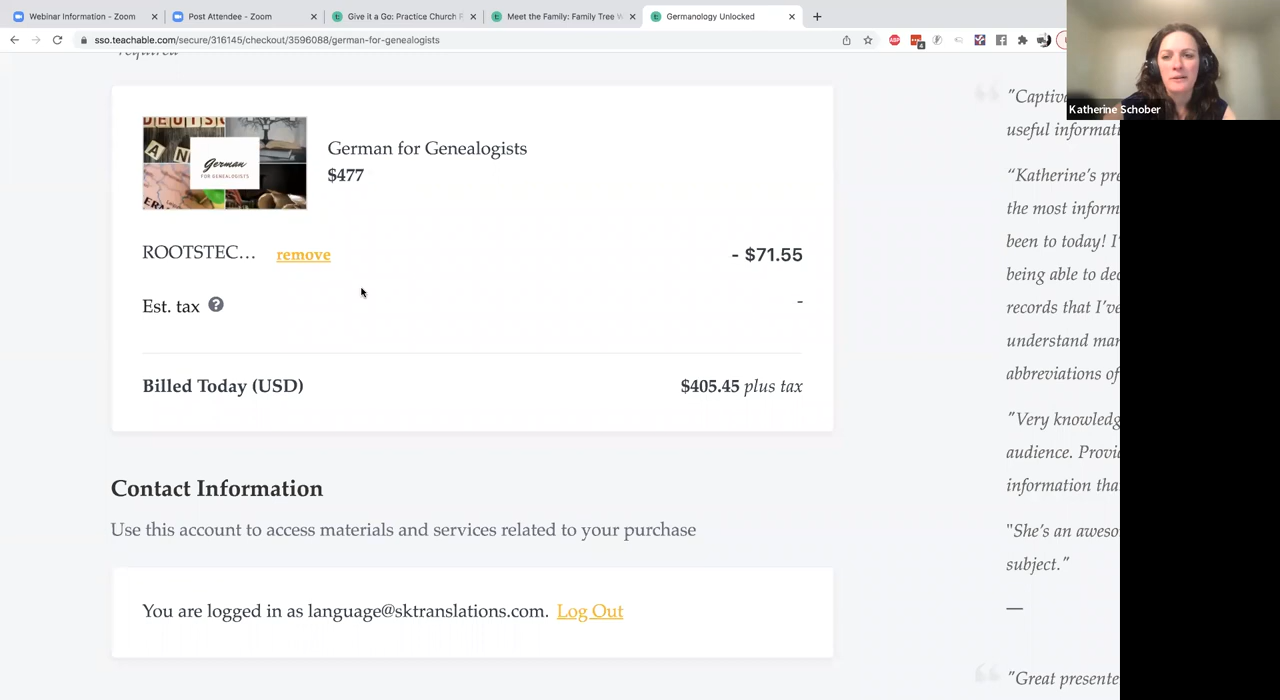 Webinar Information - Zoom
Post Attendee - Zoom
Give it a Go: Practice Church R
Meet the Family: Family Tree W
Germanology Unlocked
sso.teachable.com/secure/316145/checkout/3596088/german-for-genealogists
ABP
4
required
DEUTS
A N
German
FOR GENEALOGISTS
German for Genealogists
$477
ROOTSTEC... remove - $71.55
Est. tax ? -
Billed Today (USD) $405.45 plus tax
Contact Information
Use this account to access materials and services related to your purchase
You are logged in as language@sktranslations.com. Log Out
Katherine Schober
"Captiva
useful informati
"Katherine's pre
the most inform
been to today! I'
being able to dec
records that I've
understand man
abbreviations of
"Very knowledg
audience. Provid
information tha
"She's an aweso
subject."
—
"Great presente